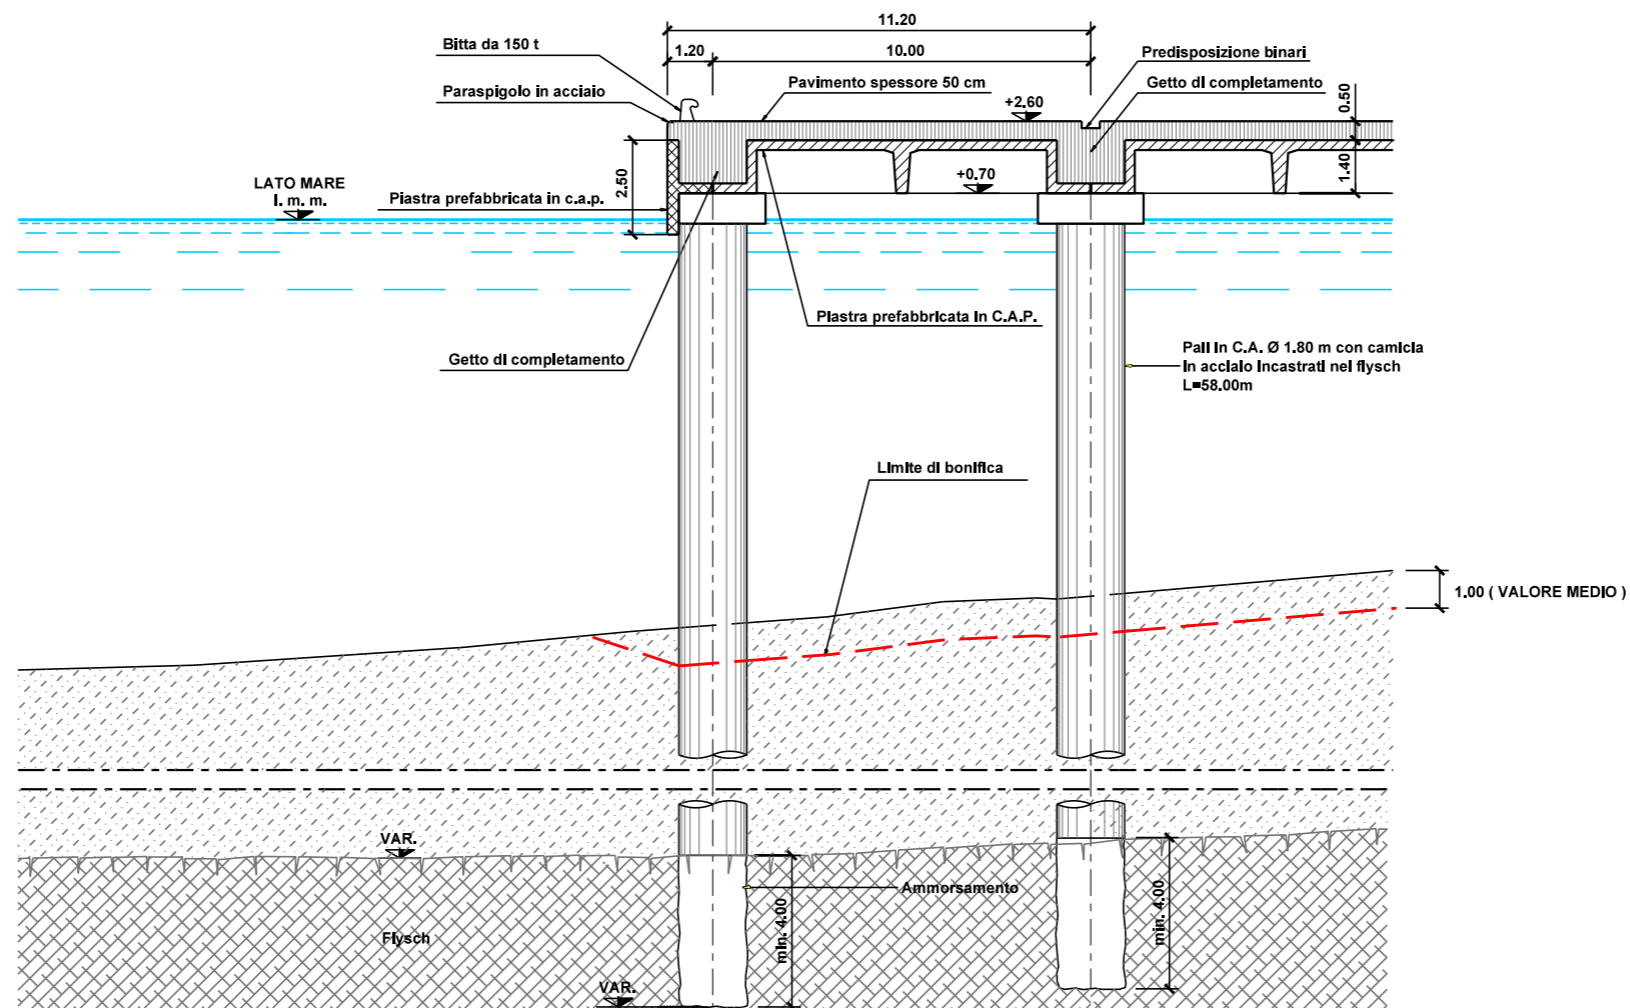 11.20
Bitta da 150 t
1.20
10.00
Predisposizione binari
Paraspigolo in acciaio
Pavimento spessore 50 cm
Getto di completamento
+2.60
0.50
1.40
2.50
LATO MARE
l. m. m.
+0.70
Piastra prefabbricata in c.a.p.
Piastra prefabbricata in C.A.P.
Getto di completamento
Pali in C.A. Ø 1.80 m con camicia
in acciaio incastrati nel flysch
L=58.00m
Limite di bonifica
1.00 ( VALORE MEDIO )
VAR.
Ammorsamento
min. 4.00
min. 4.00
Flysch
VAR.